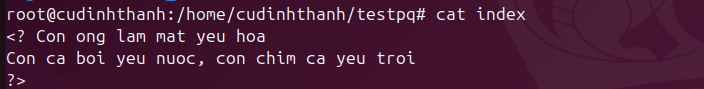 root@cudinhthanh:/home/cudinhthanh/testpq# cat index
<? Con ong lam mat yeu hoa
Con ca boi yeu nuoc, con chim ca yeu troi
?>